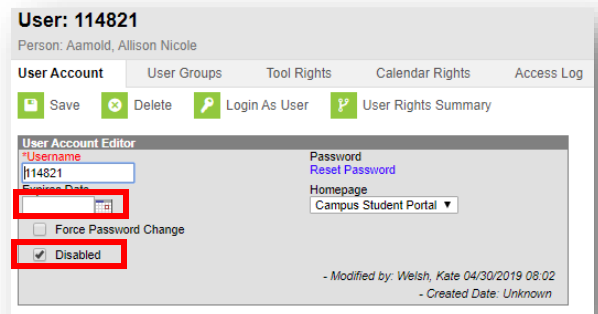 User: 114821
Person: Aamold, Allison Nicole
User Account User Groups Tool Rights Calendar Rights Access Log
Save Delete Login As User User Rights Summary
User Account Editor
*Username Password
114821 Reset Password
Expires Date Homepage
Campus Student Portal
Force Password Change
Disabled
- Modified by: Welsh, Kate 04/30/2019 08:02
- Created Date: Unknown